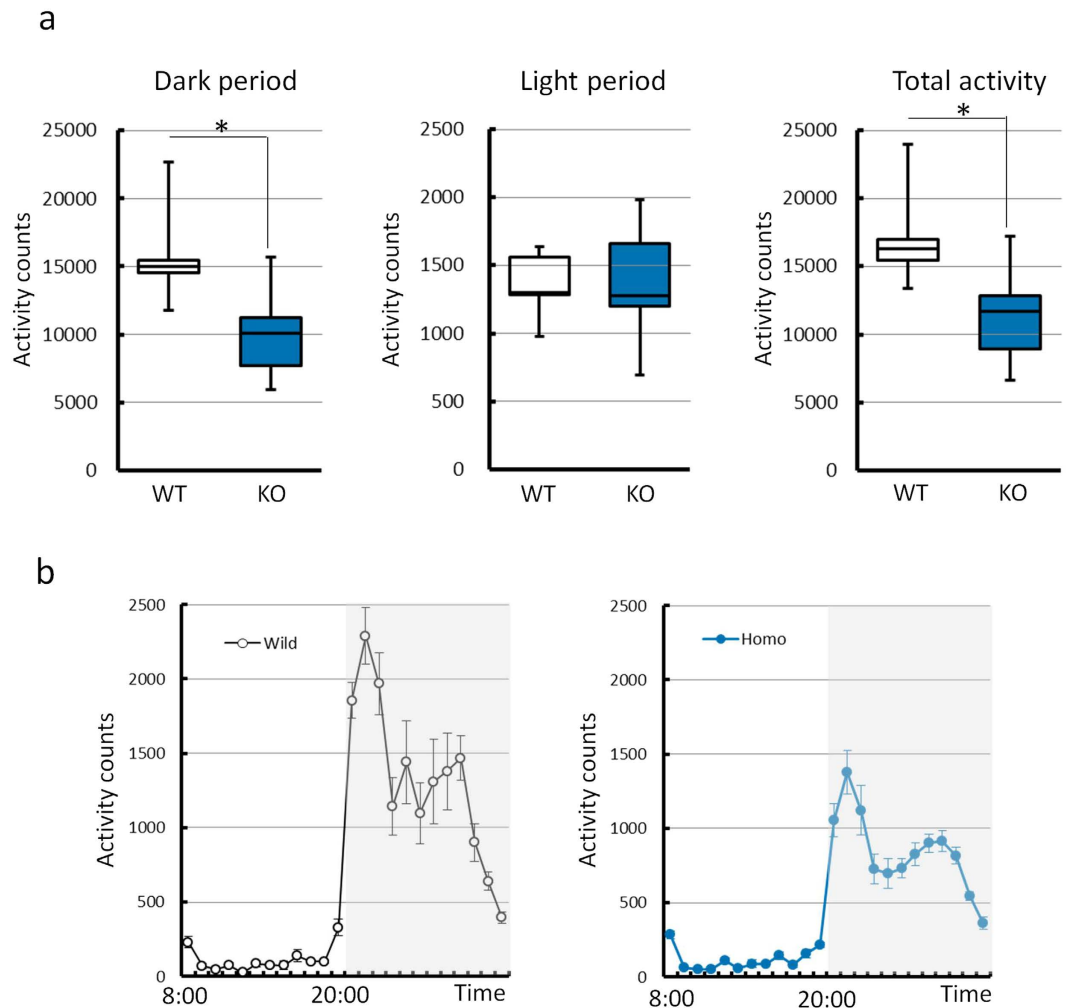 a
Dark period
Light period
Total activity
*
*
Activity counts
25000
20000
15000
10000
5000
0
WT
KO
Activity counts
2500
2000
1500
1000
500
0
WT
KO
Activity counts
25000
20000
15000
10000
5000
0
WT
KO
b
Activity counts
2500
2000
1500
1000
500
0
Wild
8:00
20:00
Time
Activity counts
2500
2000
1500
1000
500
0
Homo
8:00
20:00
Time